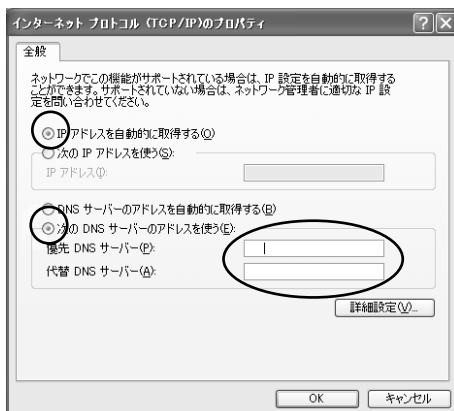 インターネット プロトコル (TCP/IP)のプロパティ
全般
ネットワークでこの機能がサポートされている場合は、IP 設定を自動的に取得する
ことができます。サポートされていない場合は、ネットワーク管理者に適切な IP 設
定を問い合わせてください。
IP アドレスを自動的に取得する(O)
次の IP アドレスを使う(S):
IP アドレス(I):
DNS サーバーのアドレスを自動的に取得する(B)
次の DNS サーバーのアドレスを使う(E):
優先 DNS サーバー(P):
代替 DNS サーバー(A):
詳細設定(V)...
OK
キャンセル